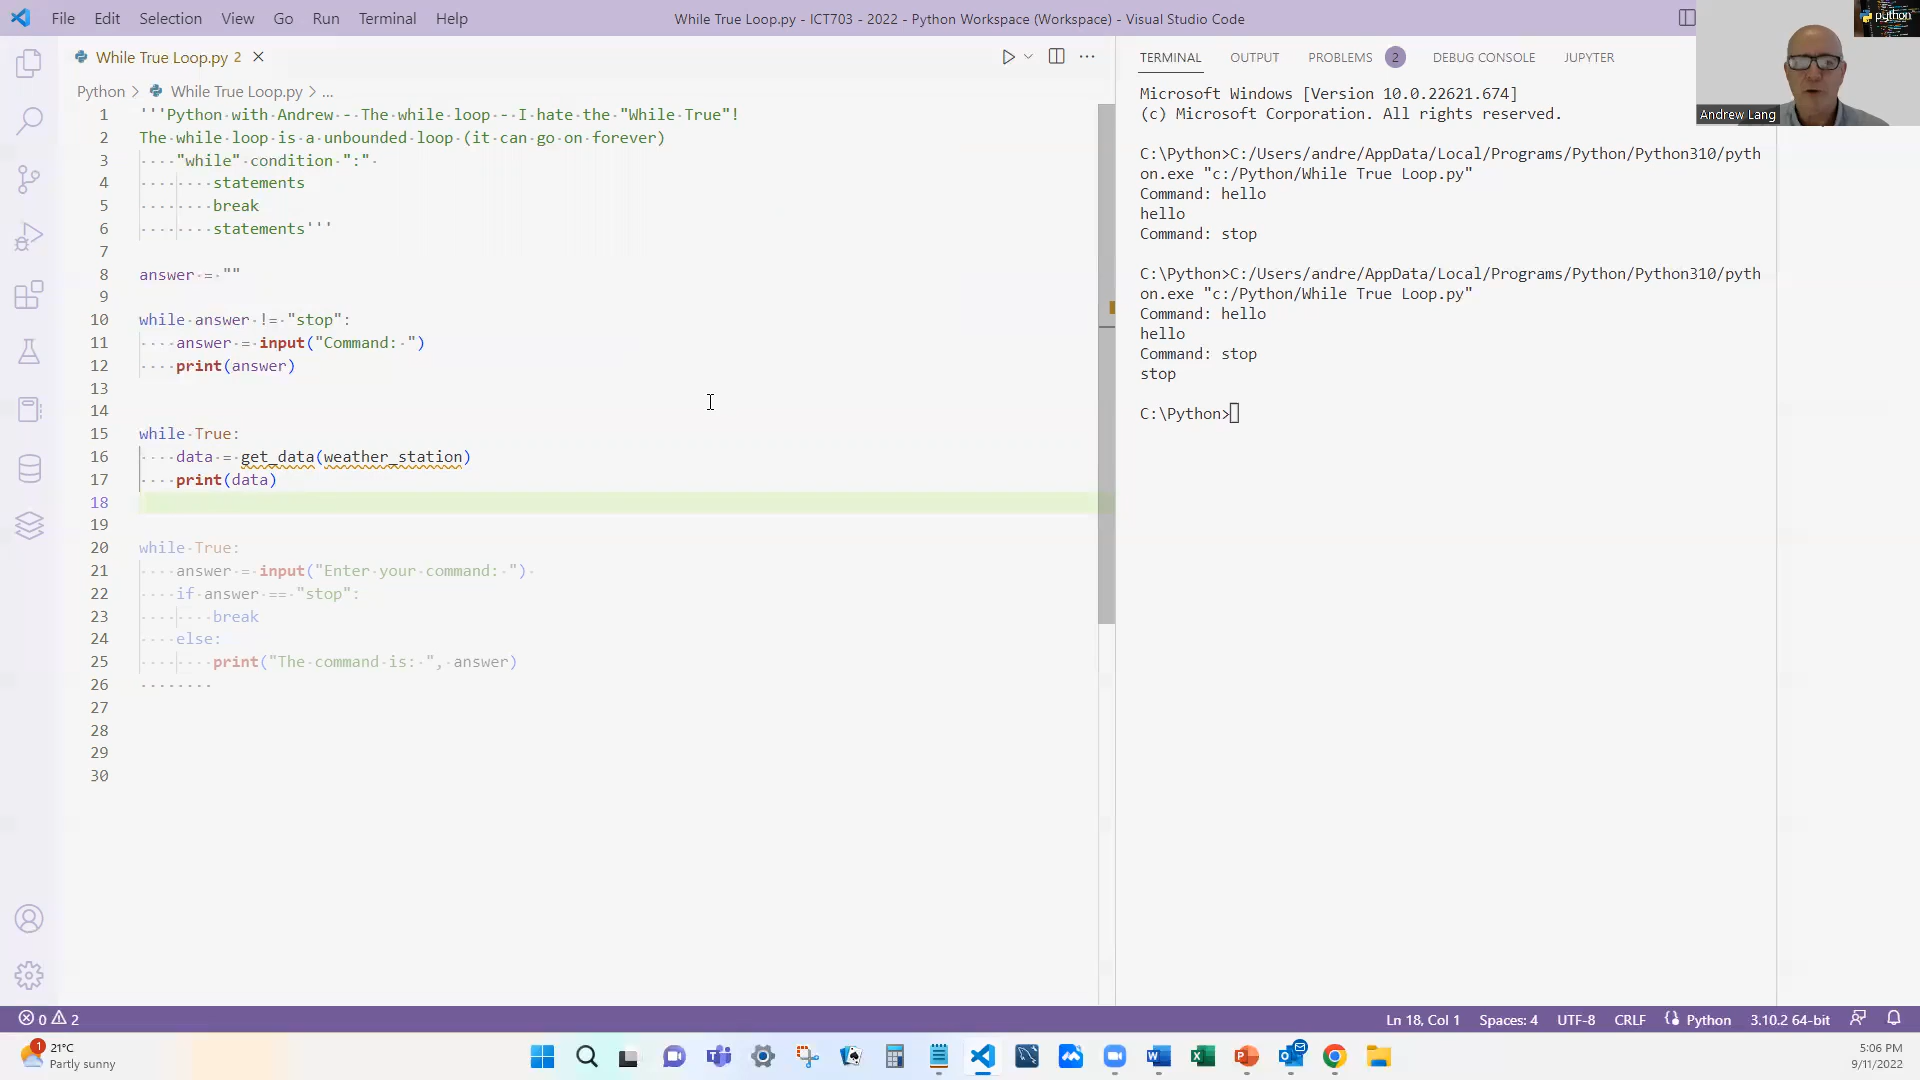 File Edit Selection View Go Run Terminal Help
While True Loop.py - ICT703 - 2022 - Python Workspace (Workspace) - Visual Studio Code
python
While True Loop.py 2
Python > While True Loop.py > ...
1 '''Python with Andrew - The while loop - I hate the "While True"!
2 The while loop is a unbounded loop (it can go on forever)
3 "while" condition ":"
4 statements
5 break
6 statements'''
7
8 answer = ""
9
10 while answer != "stop":
11 answer = input("Command: ")
12 print(answer)
13
14
15 while True:
16 data = get_data(weather_station)
17 print(data)
18
19
20 while True:
21 answer = input("Enter your command: ")
22 if answer == "stop":
23 break
24 else:
25 print("The command is: ", answer)
26
27
28
29
30
TERMINAL OUTPUT PROBLEMS 2 DEBUG CONSOLE JUPYTER
Microsoft Windows [Version 10.0.22621.674]
(c) Microsoft Corporation. All rights reserved.
C:\Python>C:/Users/andre/AppData/Local/Programs/Python/Python310/pyth
on.exe "c:/Python/While True Loop.py"
Command: hello
hello
Command: stop
C:\Python>C:/Users/andre/AppData/Local/Programs/Python/Python310/pyth
on.exe "c:/Python/While True Loop.py"
Command: hello
hello
Command: stop
stop
C:\Python>
Andrew Lang
0 2
Ln 18, Col 1 Spaces: 4 UTF-8 CRLF Python 3.10.2 64-bit
1
21°C
Partly sunny
5:06 PM
9/11/2022